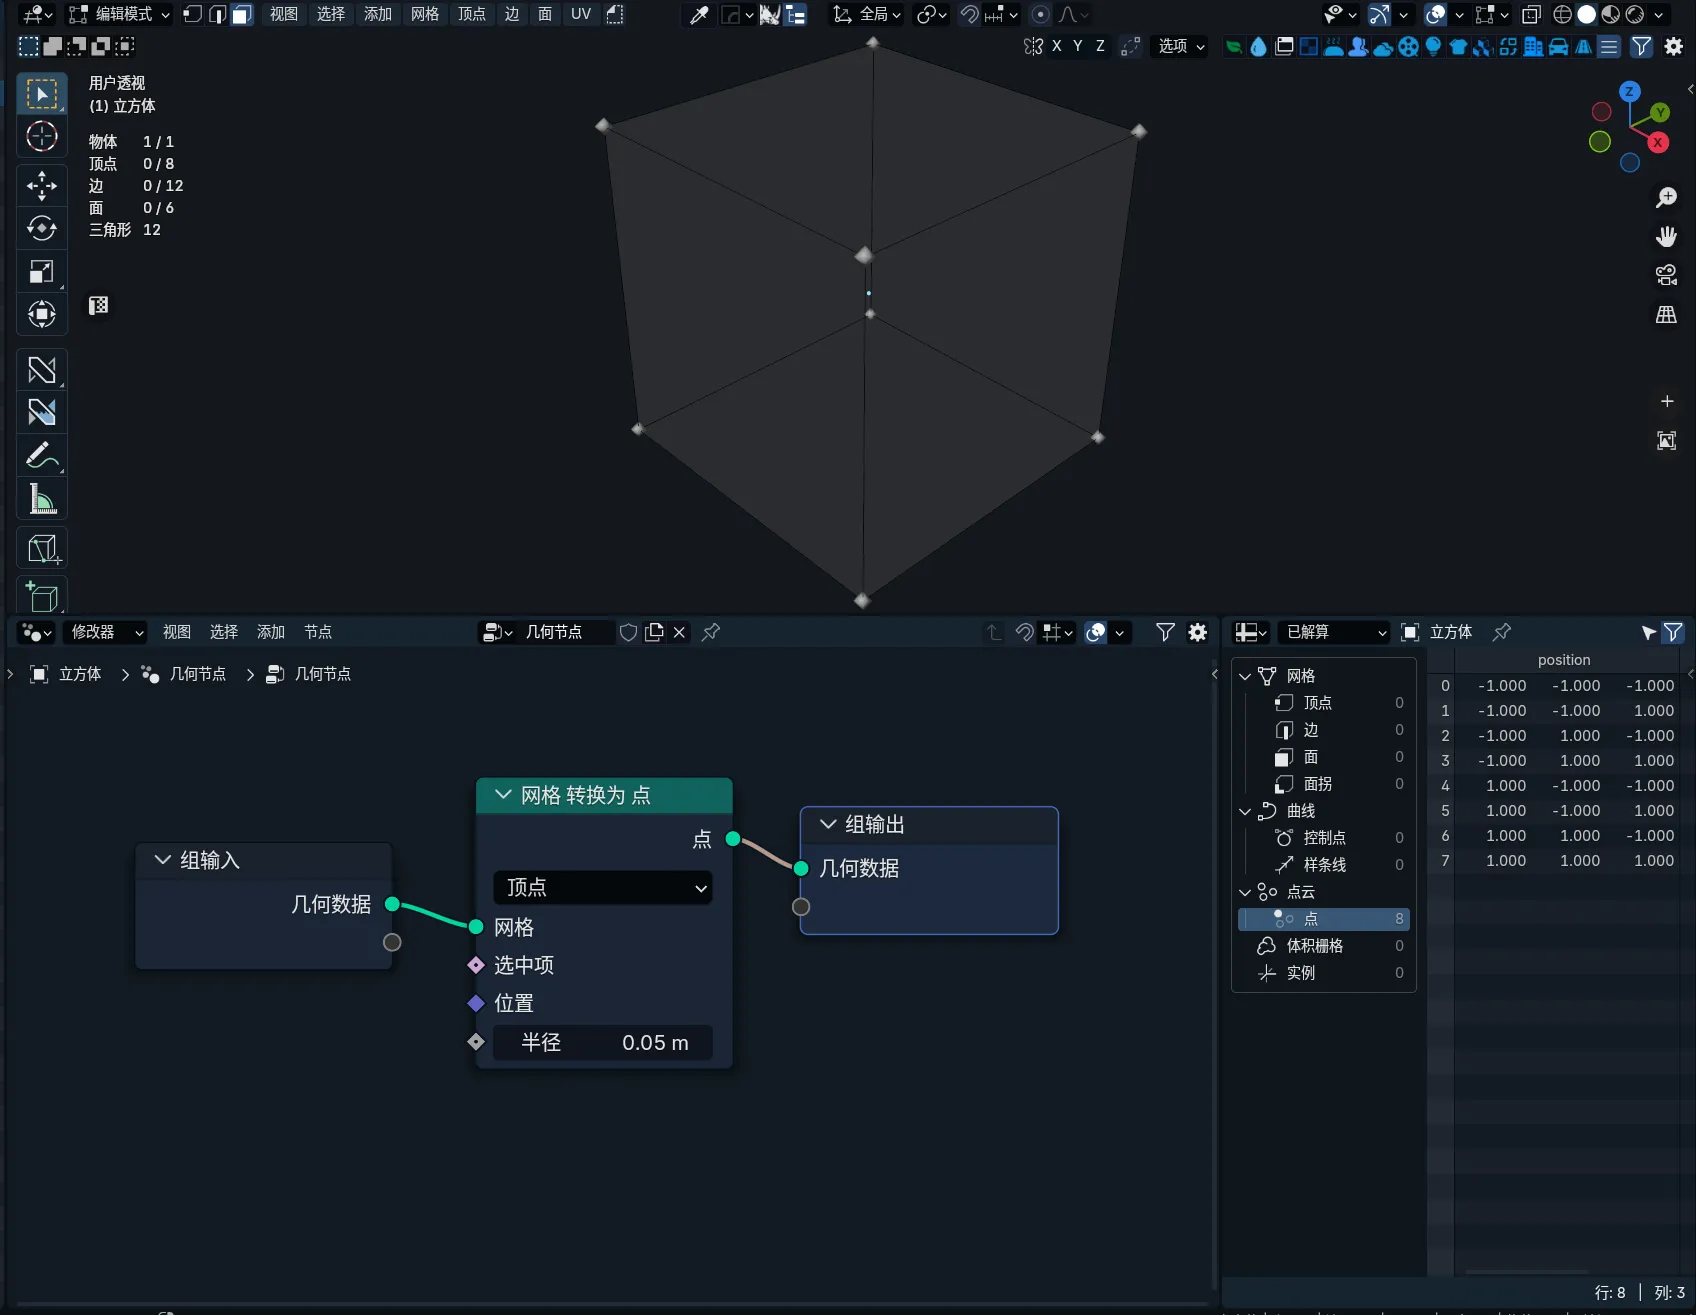 编辑模式 视图 选择 添加 网格 顶点 边 面 UV 全局
X Y Z 选项
用户透视
(1) 立方体
物体 1 / 1
顶点 0 / 8
边 0 / 12
面 0 / 6
三角形 12
Z
Y
X
修改器 视图 选择 添加 节点 几何节点
立方体 几何节点 几何节点
组输入
几何数据
网格 转换为 点
点
顶点
网格
选中项
位置
半径 0.05 m
组输出
几何数据
已解算 立方体
网格
顶点 0
边 0
面 0
面拐 0
曲线
控制点 0
样条线 0
点云
点 8
体积栅格 0
实例 0
position
0 -1.000 -1.000 -1.000
1 -1.000 -1.000 1.000
2 -1.000 1.000 -1.000
3 -1.000 1.000 1.000
4 1.000 -1.000 -1.000
5 1.000 -1.000 1.000
6 1.000 1.000 -1.000
7 1.000 1.000 1.000
行: 8 | 列: 3